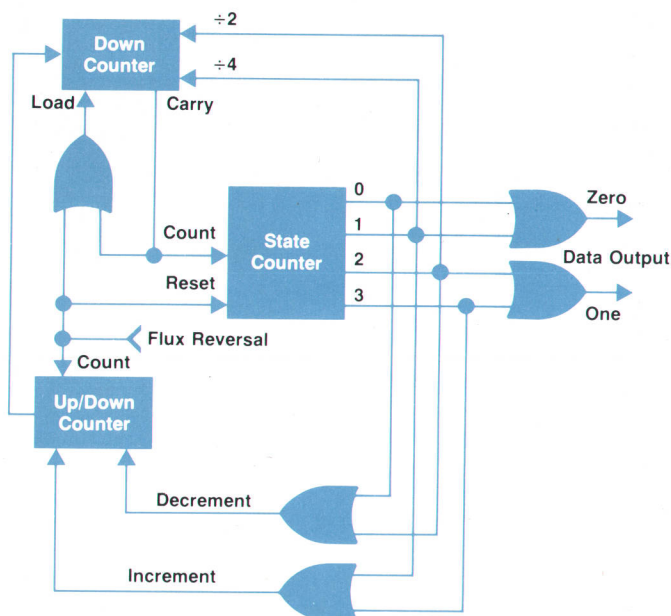 ÷2
Down
Counter
÷4
Load
Carry
0
Zero
1
Count
State
Counter
2
Data Output
Reset
3
One
Flux Reversal
Count
Up/Down
Counter
Decrement
Increment